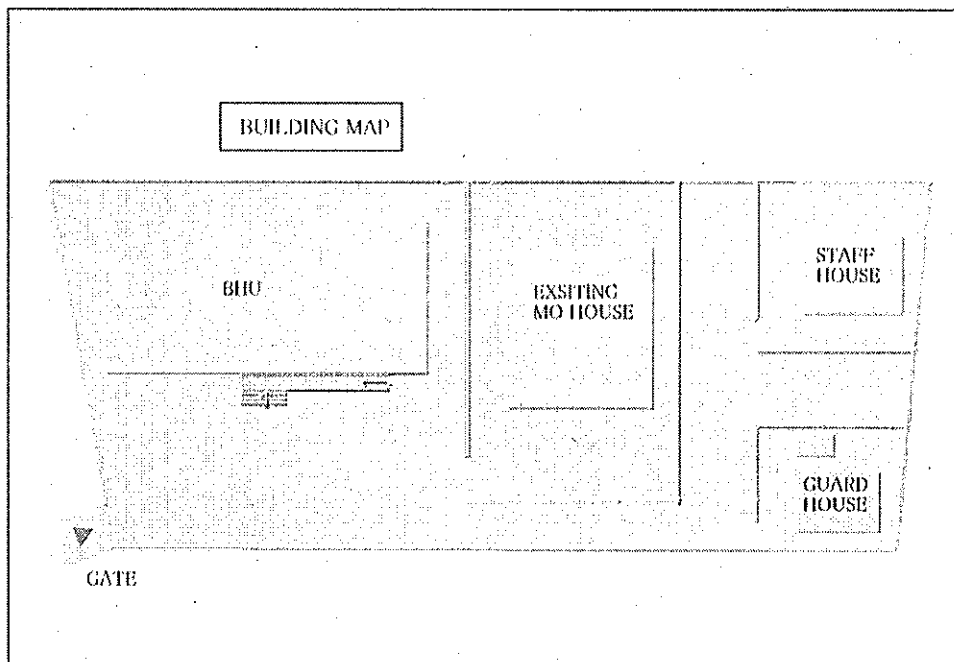 BUILDING MAP
BHU
EXSITING
MO HOUSE
STAFF
HOUSE
GUARD
HOUSE
GATE